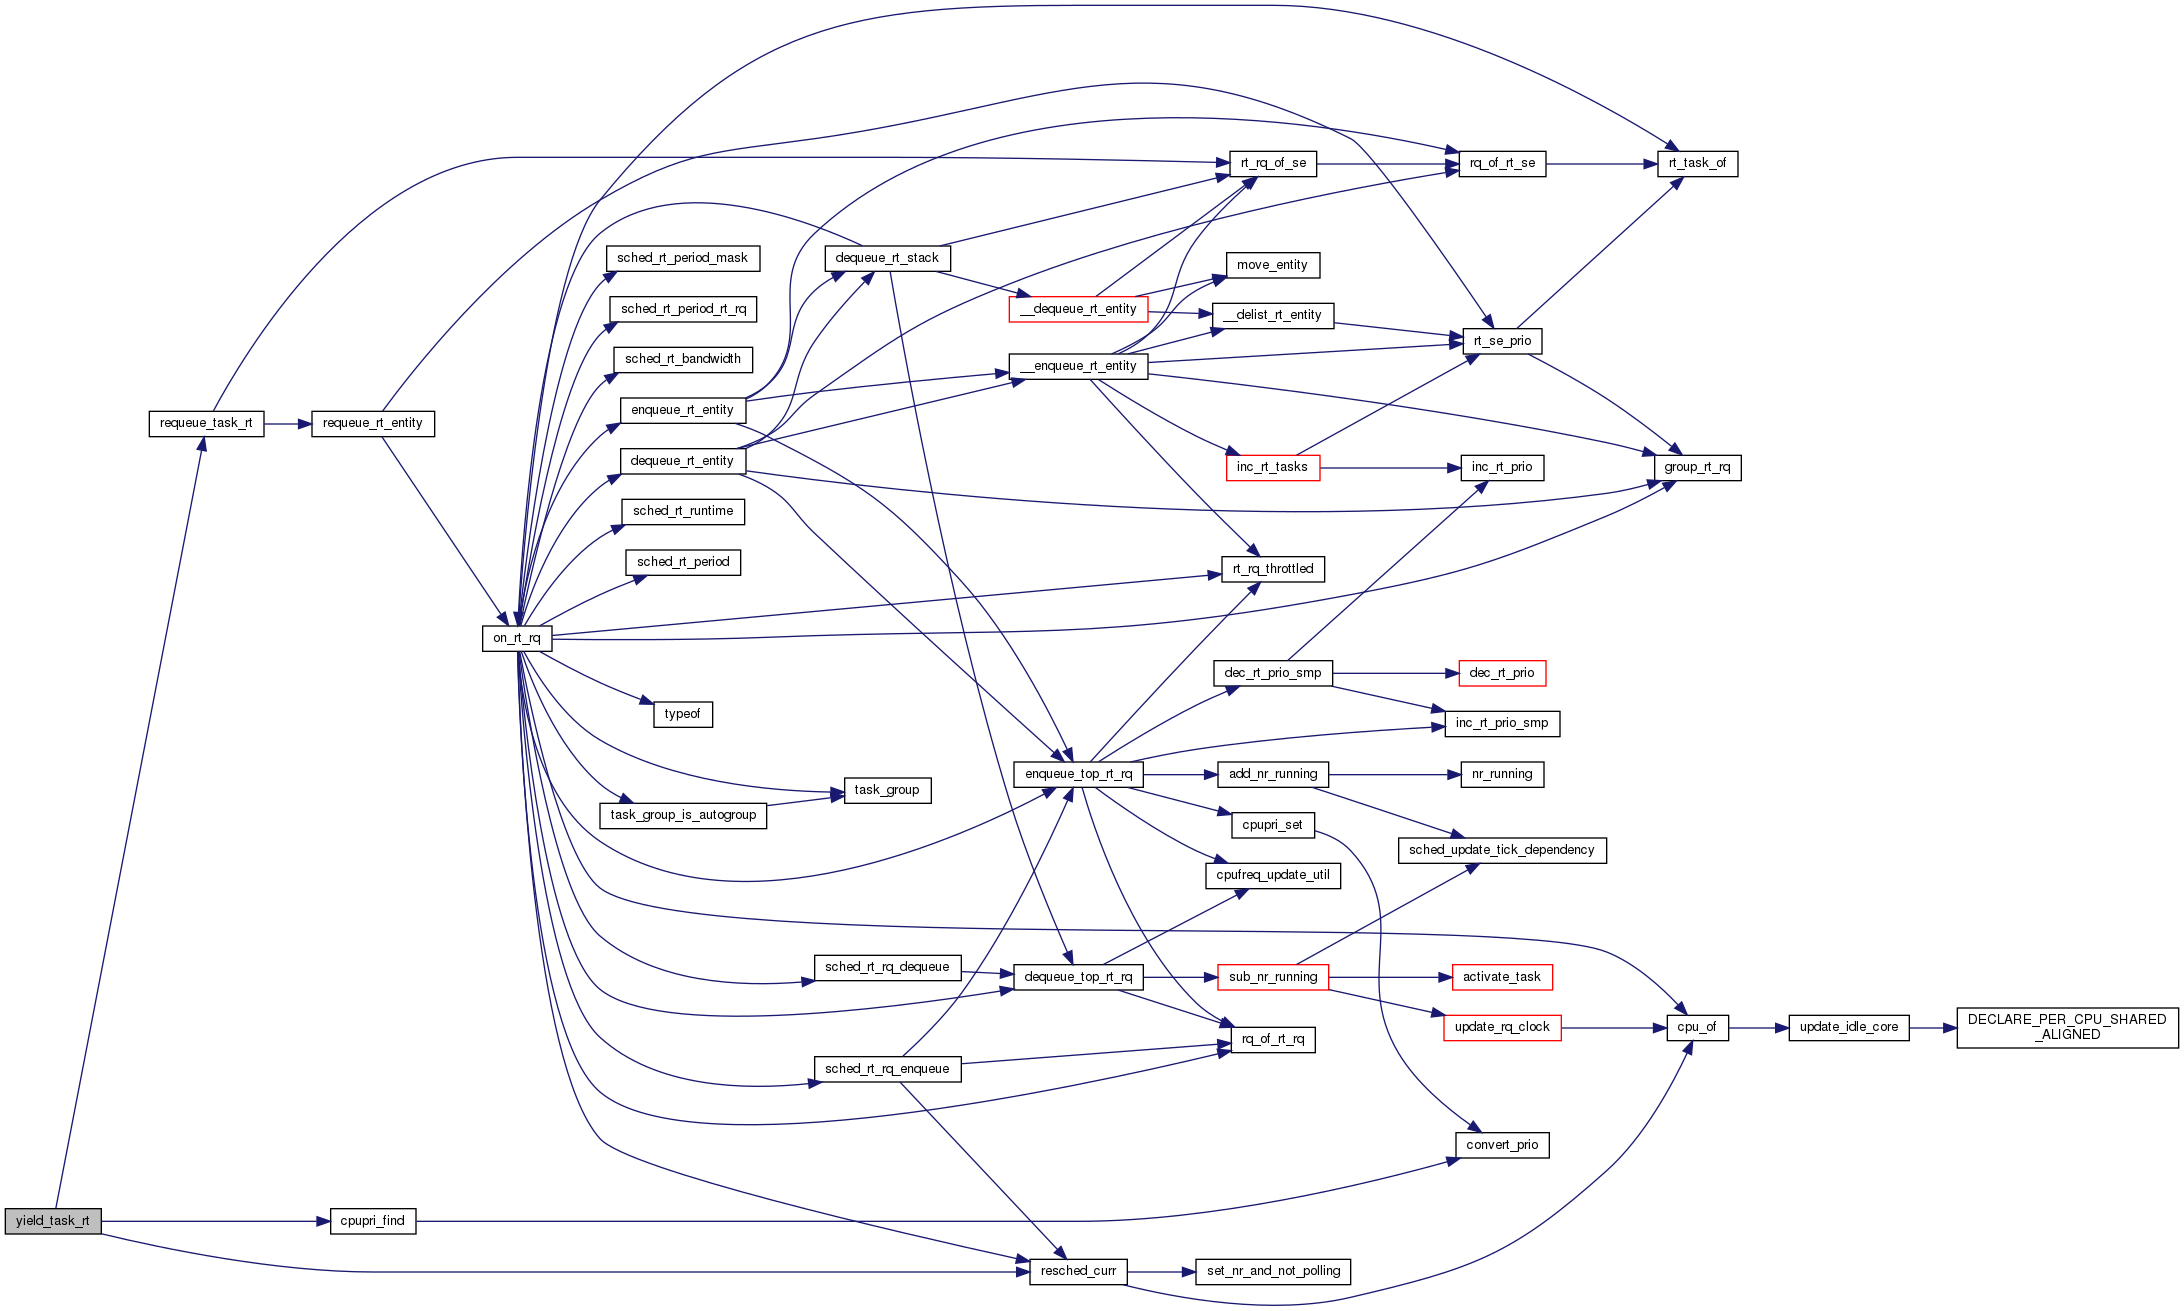 rt_rq_of_se
rq_of_rt_se
rt_task_of
sched_rt_period_mask
dequeue_rt_stack
move_entity
sched_rt_period_rt_rq
__dequeue_rt_entity
__delist_rt_entity
rt_se_prio
sched_rt_bandwidth
__enqueue_rt_entity
requeue_task_rt
requeue_rt_entity
enqueue_rt_entity
dequeue_rt_entity
inc_rt_tasks
inc_rt_prio
group_rt_rq
sched_rt_runtime
sched_rt_period
rt_rq_throttled
on_rt_rq
dec_rt_prio_smp
dec_rt_prio
typeof
inc_rt_prio_smp
enqueue_top_rt_rq
add_nr_running
nr_running
task_group
task_group_is_autogroup
cpupri_set
sched_update_tick_dependency
cpufreq_update_util
sched_rt_rq_dequeue
dequeue_top_rt_rq
sub_nr_running
activate_task
update_rq_clock
cpu_of
update_idle_core
DECLARE_PER_CPU_SHARED
_ALIGNED
rq_of_rt_rq
sched_rt_rq_enqueue
convert_prio
yield_task_rt
cpupri_find
resched_curr
set_nr_and_not_polling